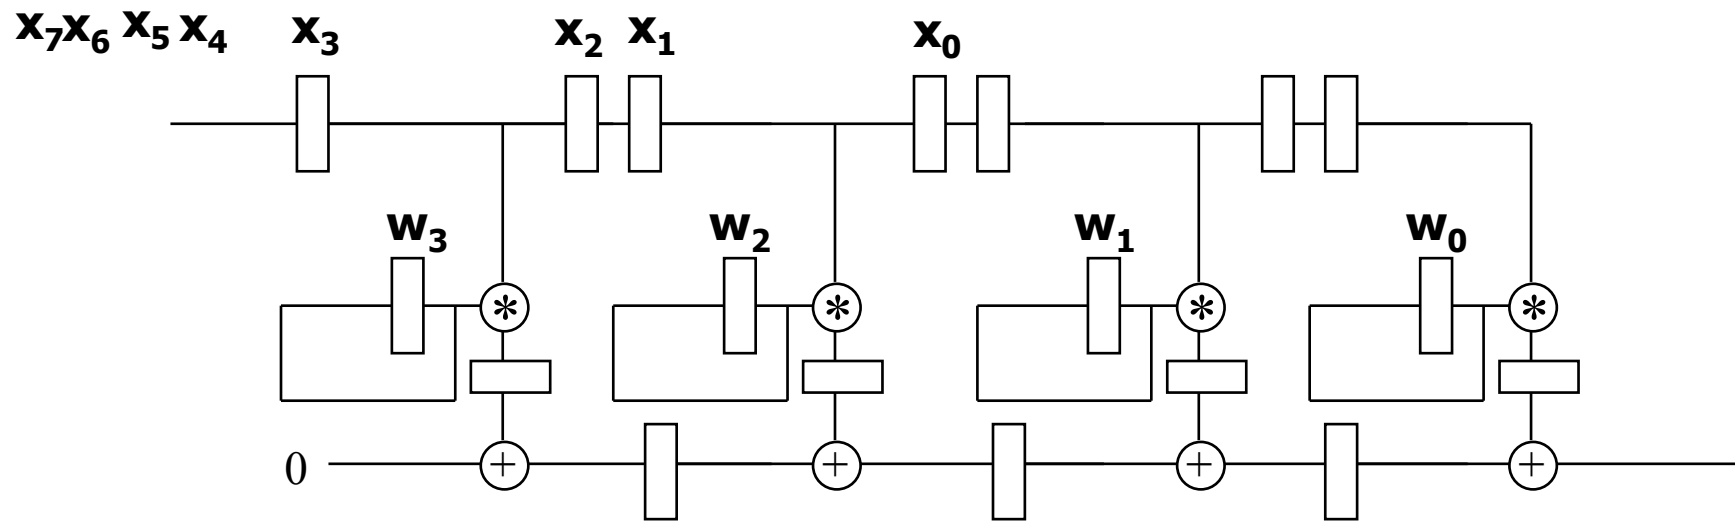 x₇x₆ x₅ x₄ x₃ x₂ x₁ x₀
w₃ w₂ w₁ w₀
* * * *
0 + + + +